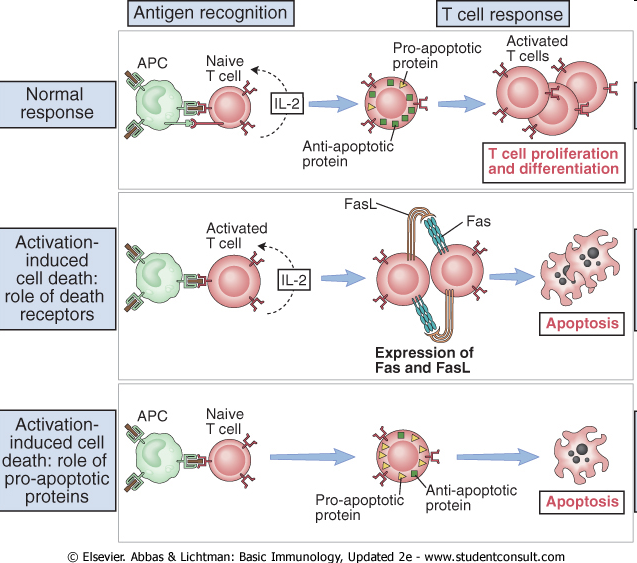 Antigen recognition
T cell response
Normal
response
APC
Naive
T cell
IL-2
Pro-apoptotic
protein
Anti-apoptotic
protein
Activated
T cells
T cell proliferation
and differentiation
Activation-
induced
cell death:
role of death
receptors
APC
Activated
T cell
IL-2
FasL
Fas
Expression of
Fas and FasL
Apoptosis
Activation-
induced cell
death: role of
pro-apoptotic
proteins
APC
Naive
T cell
Pro-apoptotic
protein
Anti-apoptotic
protein
Apoptosis
© Elsevier. Abbas & Lichtman: Basic Immunology, Updated 2e - www.studentconsult.com